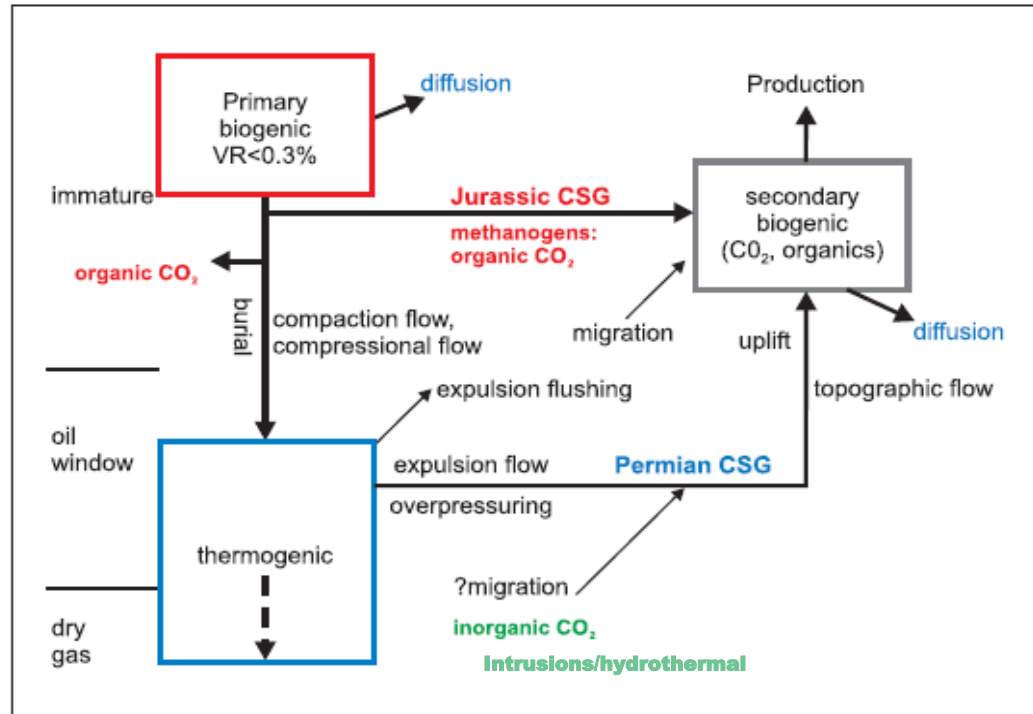 Primary
biogenic
VR<0.3%
diffusion
Production
immature
Jurassic CSG
methanogens:
organic CO₂
secondary
biogenic
(C0₂, organics)
organic CO₂
burial
compaction flow,
compressional flow
migration
uplift
diffusion
topographic flow
expulsion flushing
oil
window
expulsion flow
Permian CSG
overpressuring
thermogenic
?migration
dry
gas
inorganic CO₂
Intrusions/hydrothermal